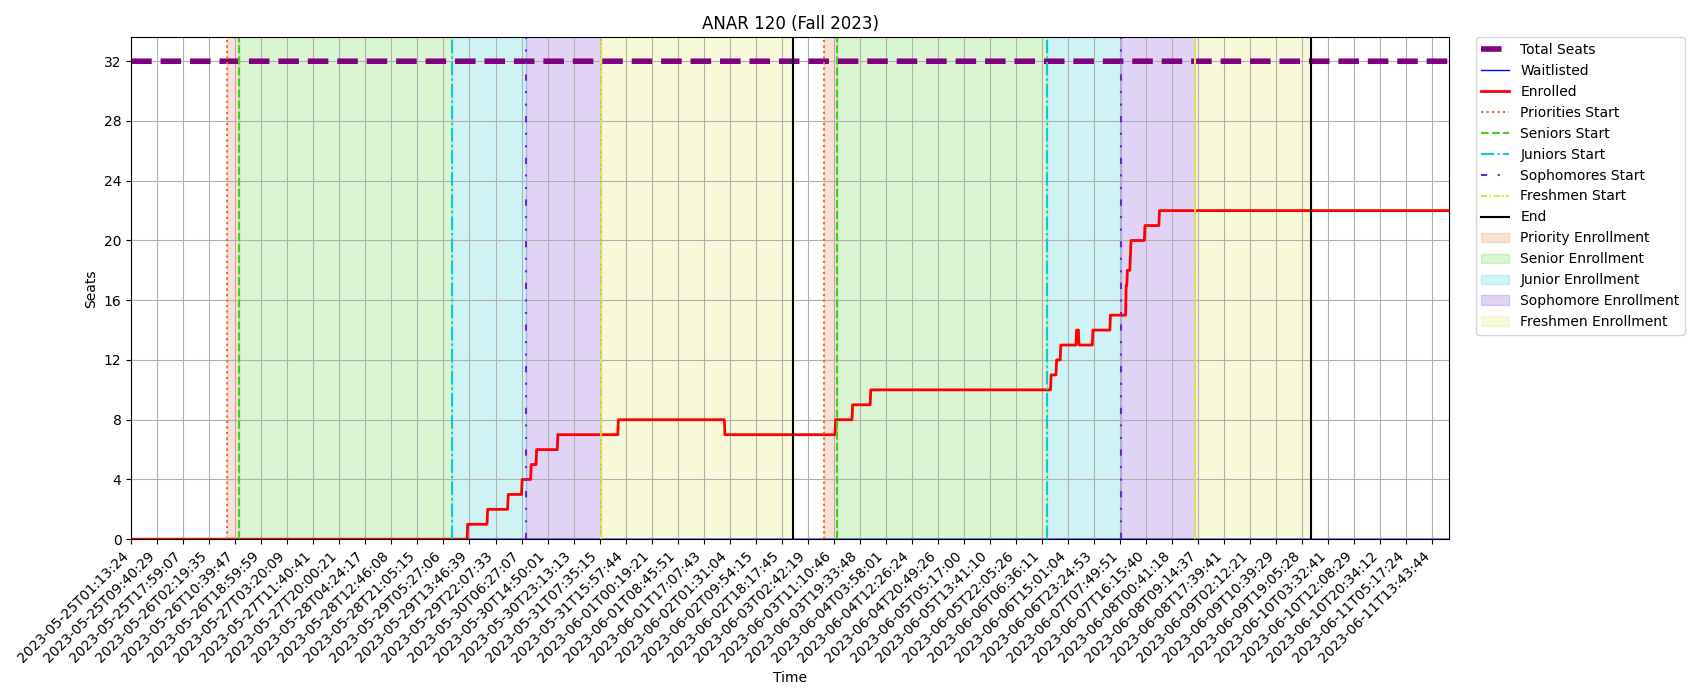 ANAR 120 (Fall 2023)
Seats
32
28
24
20
16
12
8
4
0
2023-05-25T01:13:24
2023-05-25T09:40:29
2023-05-25T17:59:07
2023-05-26T02:19:35
2023-05-26T10:39:47
2023-05-26T18:59:59
2023-05-27T03:20:09
2023-05-27T11:40:41
2023-05-27T20:00:21
2023-05-28T04:24:17
2023-05-28T12:46:08
2023-05-28T21:05:15
2023-05-29T05:27:06
2023-05-29T13:46:39
2023-05-29T22:07:33
2023-05-30T06:27:07
2023-05-30T14:50:01
2023-05-30T23:13:13
2023-05-31T07:35:15
2023-05-31T15:57:44
2023-06-01T00:19:21
2023-06-01T08:45:51
2023-06-01T17:07:43
2023-06-02T01:31:04
2023-06-02T09:54:15
2023-06-02T18:17:45
2023-06-03T02:42:19
2023-06-03T11:10:46
2023-06-03T19:33:48
2023-06-04T03:58:01
2023-06-04T12:26:24
2023-06-04T20:49:26
2023-06-05T05:17:00
2023-06-05T13:41:10
2023-06-05T22:05:26
2023-06-06T06:36:11
2023-06-06T15:01:04
2023-06-06T23:24:53
2023-06-07T07:49:51
2023-06-07T16:15:40
2023-06-08T00:41:18
2023-06-08T09:14:37
2023-06-08T17:39:41
2023-06-09T02:12:21
2023-06-09T10:39:29
2023-06-09T19:05:28
2023-06-10T03:32:41
2023-06-10T12:08:29
2023-06-10T20:34:12
2023-06-11T05:17:24
2023-06-11T13:43:44
Time
Total Seats
Waitlisted
Enrolled
Priorities Start
Seniors Start
Juniors Start
Sophomores Start
Freshmen Start
End
Priority Enrollment
Senior Enrollment
Junior Enrollment
Sophomore Enrollment
Freshmen Enrollment